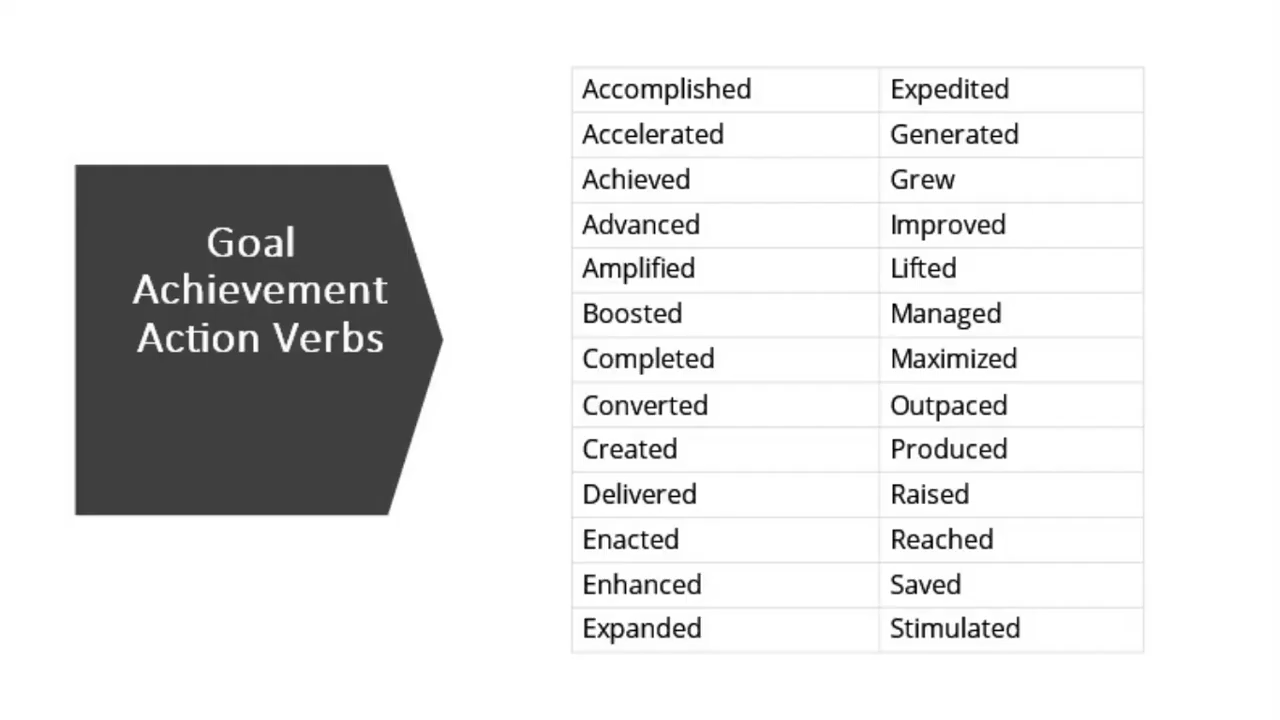 Goal
Achievement
Action Verbs
Accomplished Expedited
Accelerated Generated
Achieved Grew
Advanced Improved
Amplified Lifted
Boosted Managed
Completed Maximized
Converted Outpaced
Created Produced
Delivered Raised
Enacted Reached
Enhanced Saved
Expanded Stimulated